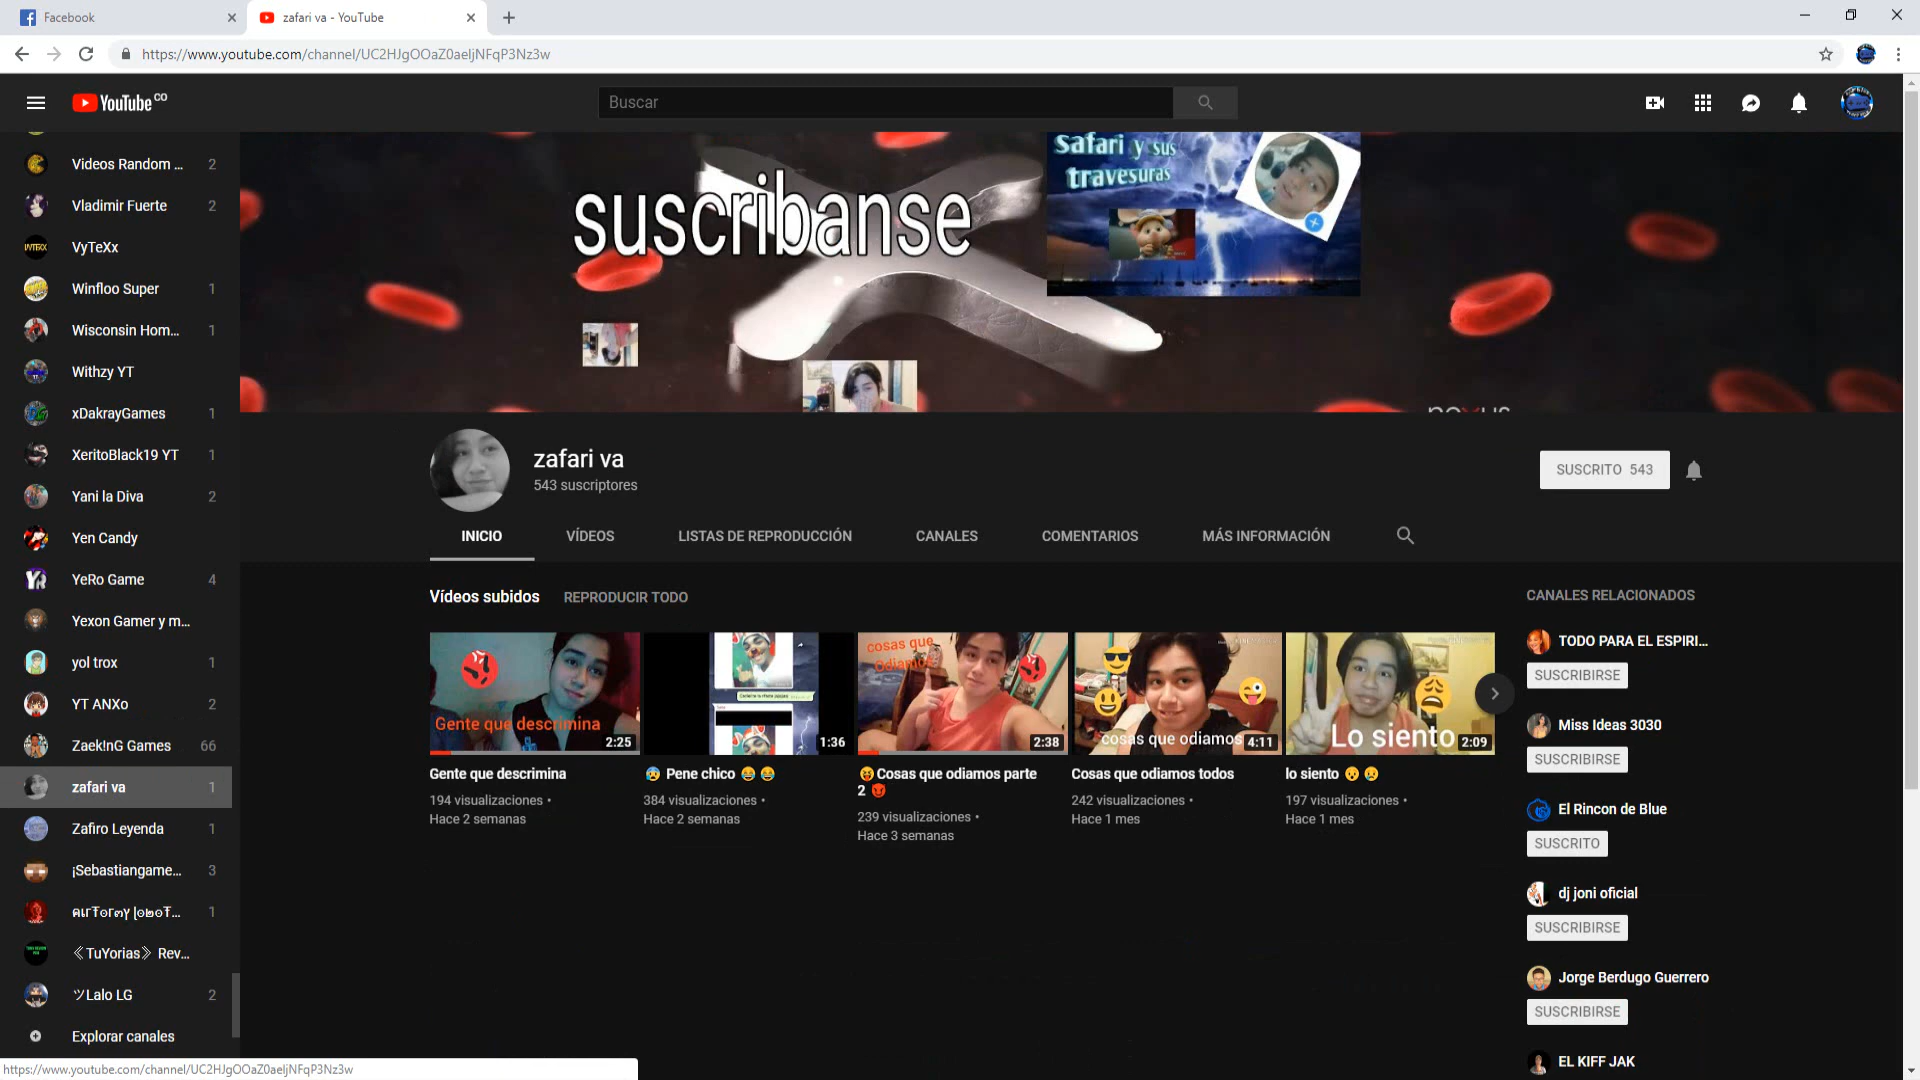 Facebook
zafari va - YouTube
https://www.youtube.com/channel/UC2HJgOOaZ0aeljNFqP3Nz3w
YouTube CO
Buscar
Videos Random ... 2
Vladimir Fuerte 2
VyTeXx
Winfloo Super 1
Wisconsin Hom... 1
Withzy YT
xDakrayGames 1
XeritoBlack19 YT 1
Yani la Diva 2
Yen Candy
YeRo Game 4
Yexon Gamer y m...
yol trox 1
YT ANXo 2
Zaek!nG Games 66
zafari va 1
Zafiro Leyenda 1
¡Sebastiangame... 3
1
《TuYorias》 Rev...
ツLalo LG 2
Explorar canales
https://www.youtube.com/channel/UC2HJgOOaZ0aeljNFqP3Nz3w
suscribanse
Safari y sus
travesuras
nexus
zafari va
543 suscriptores
SUSCRITO 543
INICIO
VÍDEOS
LISTAS DE REPRODUCCIÓN
CANALES
COMENTARIOS
MÁS INFORMACIÓN
Vídeos subidos
REPRODUCIR TODO
Gente que descrimina
2:25
Gente que descrimina
194 visualizaciones •
Hace 2 semanas
1:36
😰 Pene chico 😂 😂
384 visualizaciones •
Hace 2 semanas
cosas que
Odiamos
2:38
😝Cosas que odiamos parte
2 😈
239 visualizaciones •
Hace 3 semanas
cosas que odiamos
4:11
Cosas que odiamos todos
242 visualizaciones •
Hace 1 mes
Lo siento
2:09
lo siento 😟 😢
197 visualizaciones •
Hace 1 mes
CANALES RELACIONADOS
TODO PARA EL ESPIRI...
SUSCRIBIRSE
Miss Ideas 3030
SUSCRIBIRSE
El Rincon de Blue
SUSCRITO
dj joni oficial
SUSCRIBIRSE
Jorge Berdugo Guerrero
SUSCRIBIRSE
EL KIFF JAK